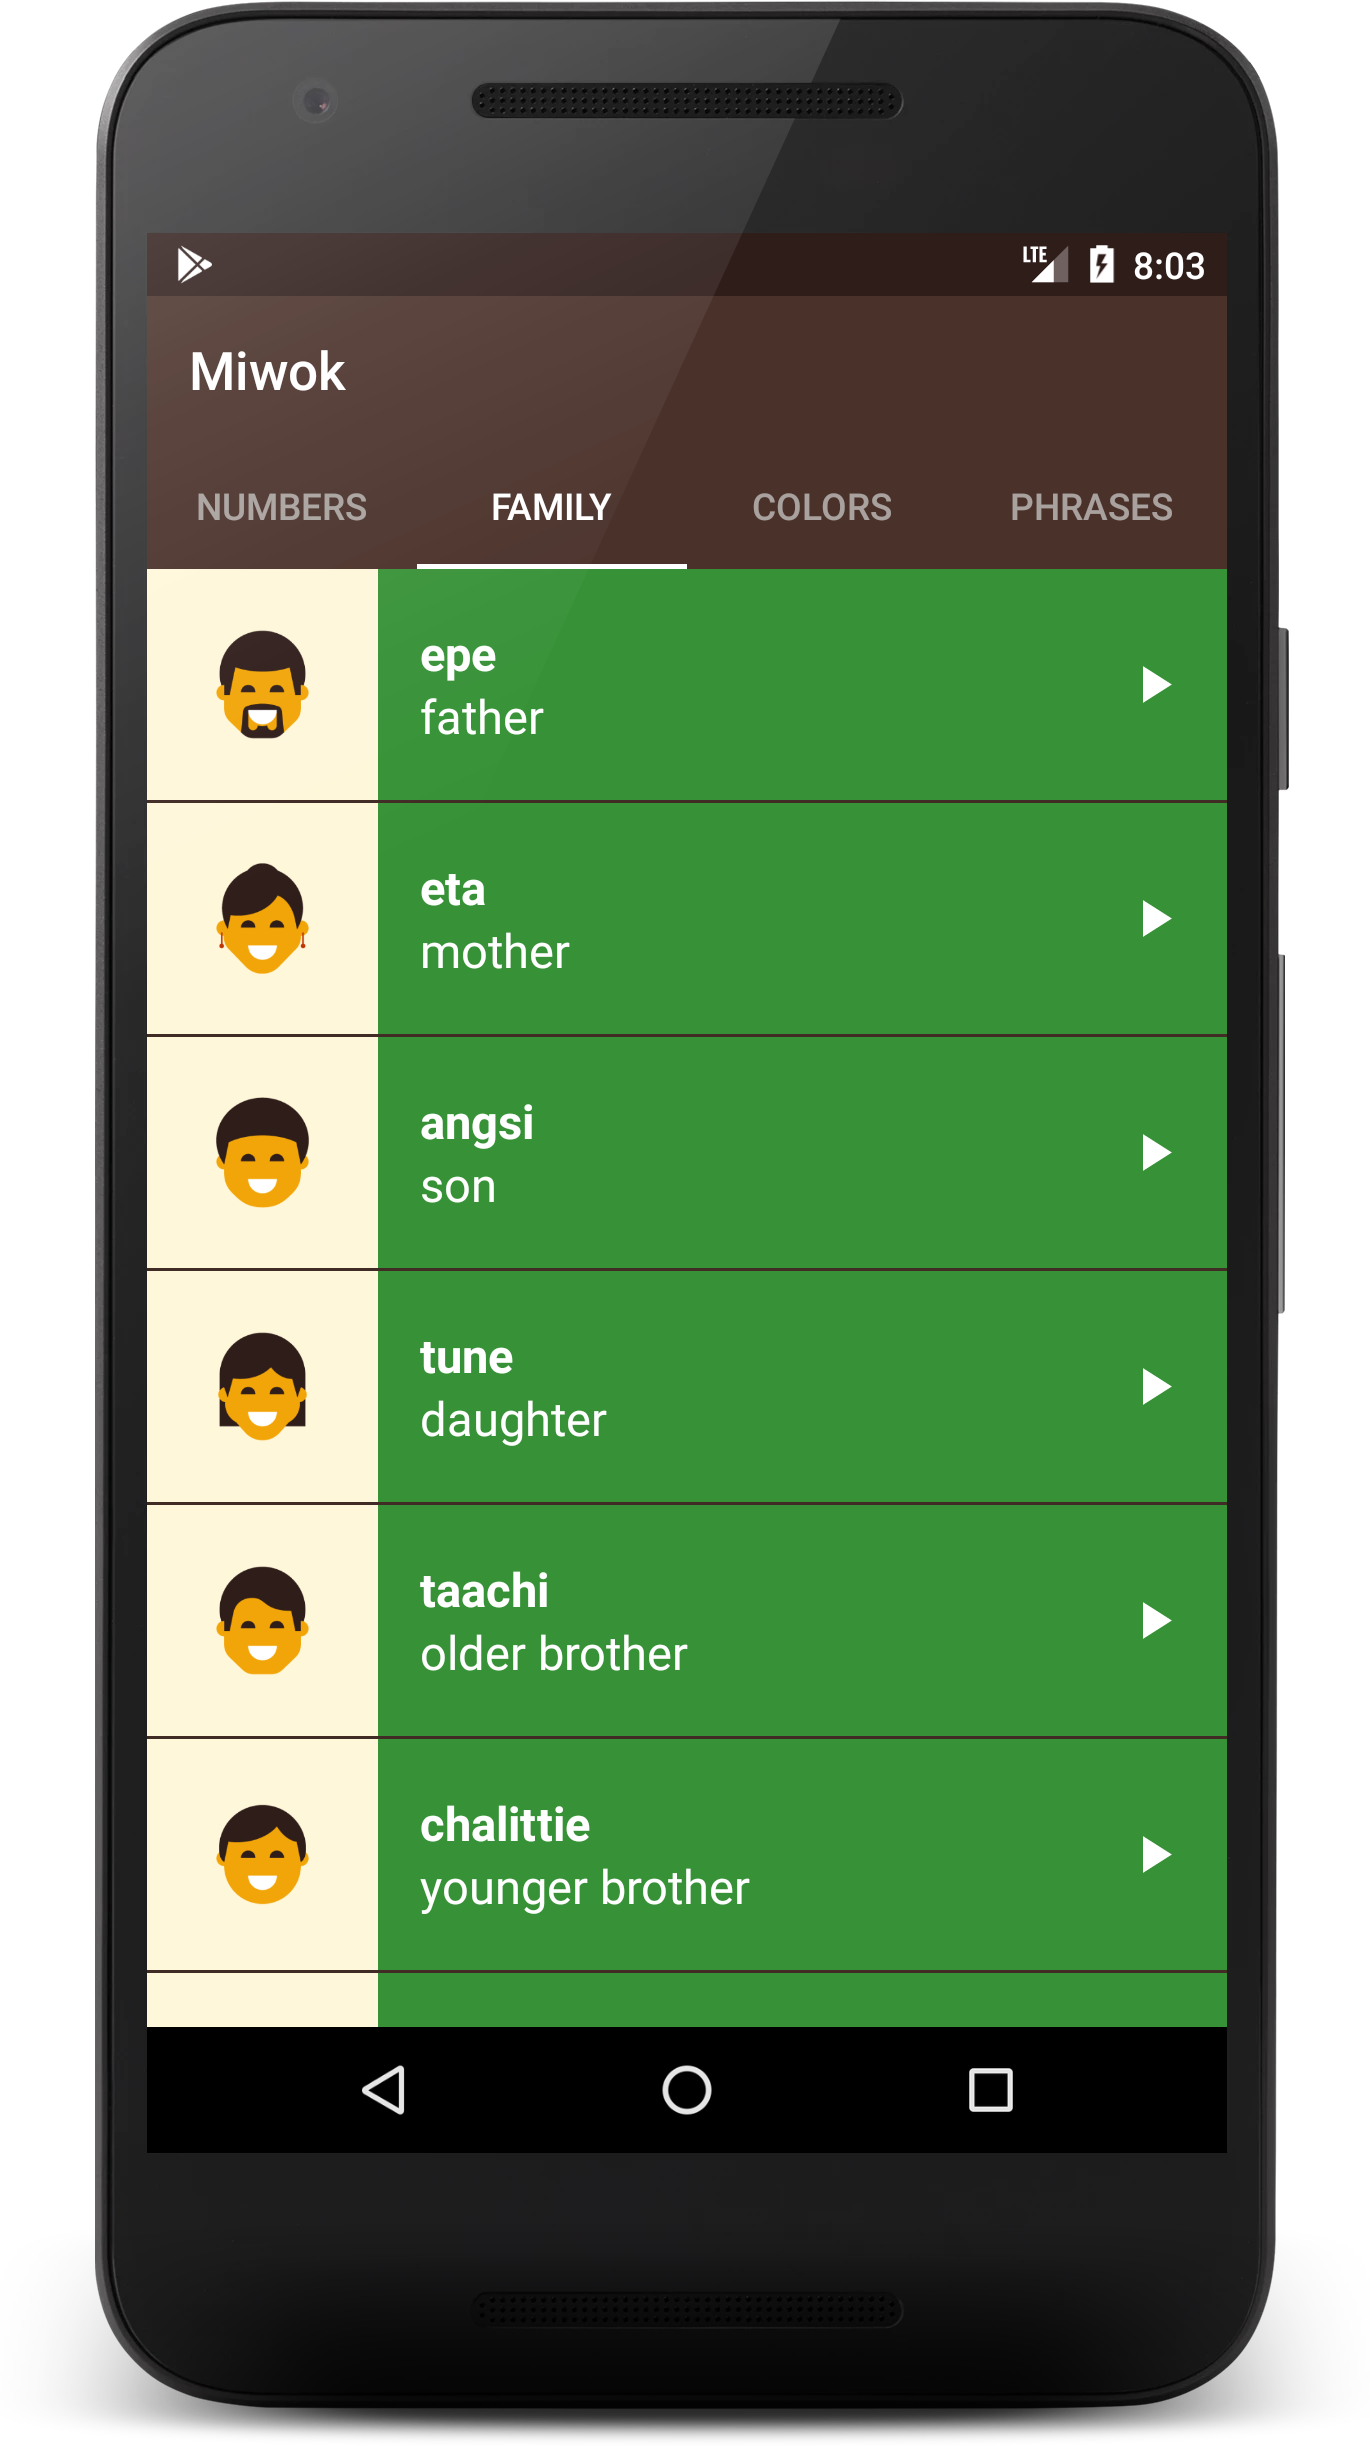 LTE 8:03
Miwok
NUMBERS FAMILY COLORS PHRASES
epe
father
eta
mother
angsi
son
tune
daughter
taachi
older brother
chalittie
younger brother